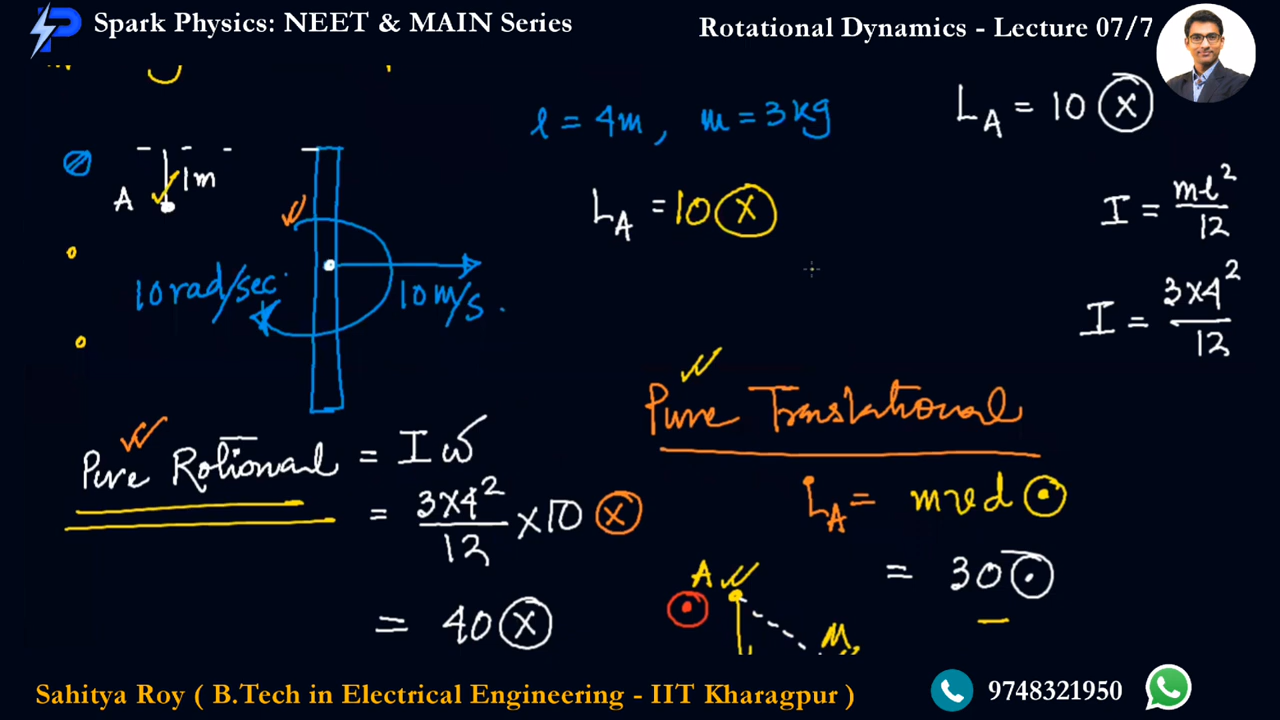 Spark Physics: NEET & MAIN Series
Rotational Dynamics - Lecture 07/7
l = 4m, m = 3kg
L_A = 10 ⓧ
A
1m
L_A = 10 ⓧ
I = ml²/12
10 rad/sec
10 m/s.
I = 3×4²/12
Pure Translational
Pure Rotional = Iω
= 3×4²/12 ×10 ⓧ
L_A = mvd ⊙
A
= 30 ⊙
= 40 ⓧ
Sahitya Roy ( B.Tech in Electrical Engineering - IIT Kharagpur )
9748321950